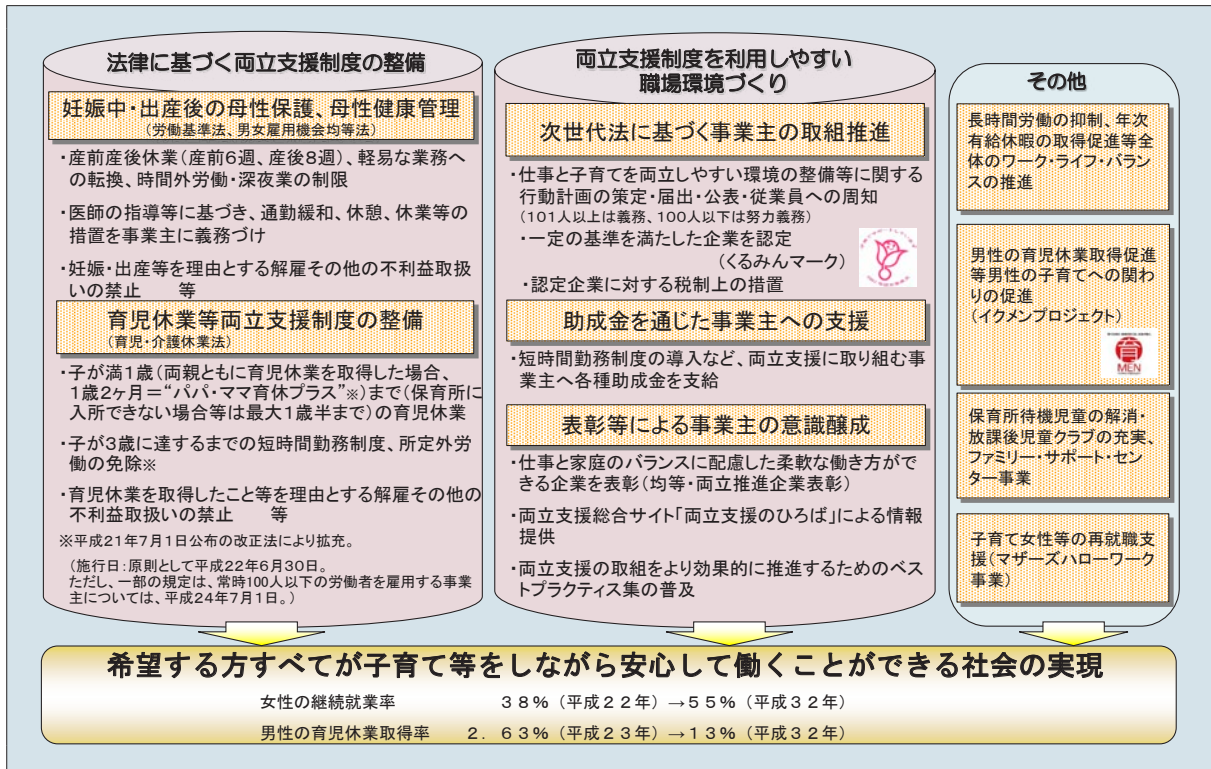 法律に基づく両立支援制度の整備
妊娠中・出産後の母性保護、母性健康管理
(労働基準法、男女雇用機会均等法)
・産前産後休業(産前6週、産後8週)、軽易な業務へ
の転換、時間外労働・深夜業の制限
・医師の指導等に基づき、通勤緩和、休憩、休業等の
措置を事業主に義務づけ
・妊娠・出産等を理由とする解雇その他の不利益取扱
いの禁止　　等
育児休業等両立支援制度の整備
(育児・介護休業法)
・子が満1歳(両親ともに育児休業を取得した場合、
1歳2ヶ月＝“パパ・ママ育休プラス”※)まで(保育所に
入所できない場合等は最大1歳半まで)の育児休業
・子が3歳に達するまでの短時間勤務制度、所定外労
働の免除※
・育児休業を取得したこと等を理由とする解雇その他の
不利益取扱いの禁止　　等
※平成21年7月1日公布の改正法により拡充。
(施行日:原則として平成22年6月30日。
ただし、一部の規定は、常時100人以下の労働者を雇用する事業
主については、平成24年7月1日。)
両立支援制度を利用しやすい
職場環境づくり
次世代法に基づく事業主の取組推進
・仕事と子育てを両立しやすい環境の整備等に関する
行動計画の策定・届出・公表・従業員への周知
(101人以上は義務、100人以下は努力義務)
・一定の基準を満たした企業を認定
(くるみんマーク)
・認定企業に対する税制上の措置
助成金を通じた事業主への支援
・短時間勤務制度の導入など、両立支援に取り組む事
業主へ各種助成金を支給
表彰等による事業主の意識醸成
・仕事と家庭のバランスに配慮した柔軟な働き方がで
きる企業を表彰(均等・両立推進企業表彰)
・両立支援総合サイト「両立支援のひろば」による情報
提供
・両立支援の取組をより効果的に推進するためのベス
トプラクティス集の普及
その他
長時間労働の抑制、年次
有給休暇の取得促進等全
体のワーク・ライフ・バラン
スの推進
男性の育児休業取得促進
等男性の子育てへの関わ
りの促進
(イクメンプロジェクト)
育
MEN
保育所待機児童の解消・
放課後児童クラブの充実、
ファミリー・サポート・セン
ター事業
子育て女性等の再就職支
援(マザーズハローワーク
事業)
希望する方すべてが子育て等をしながら安心して働くことができる社会の実現
女性の継続就業率　　　　３８％（平成２２年）→５５％（平成３２年）
男性の育児休業取得率　２．６３％（平成２３年）→１３％（平成３２年）